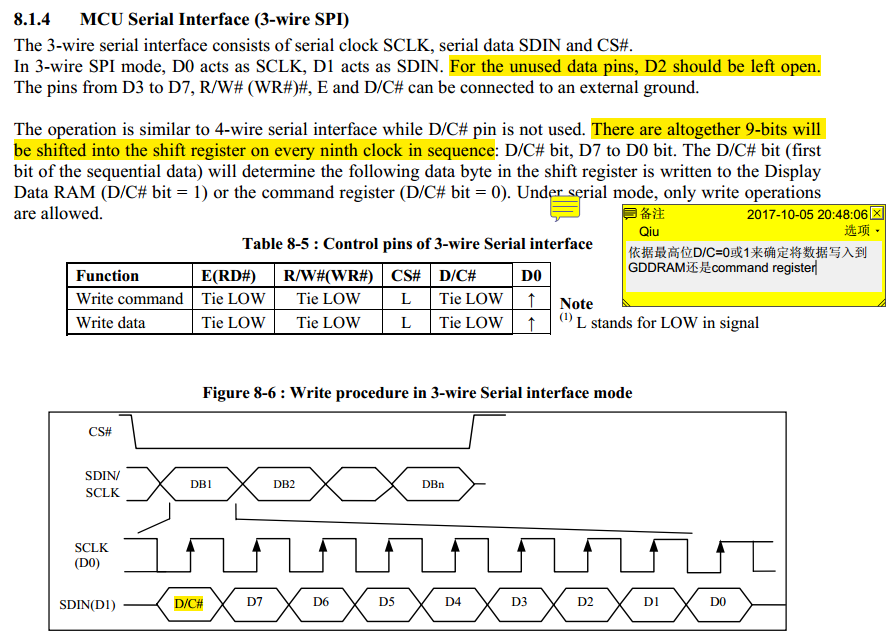 8.1.4 MCU Serial Interface (3-wire SPI)
The 3-wire serial interface consists of serial clock SCLK, serial data SDIN and CS#.
In 3-wire SPI mode, D0 acts as SCLK, D1 acts as SDIN. For the unused data pins, D2 should be left open.
The pins from D3 to D7, R/W# (WR#)#, E and D/C# can be connected to an external ground.
The operation is similar to 4-wire serial interface while D/C# pin is not used. There are altogether 9-bits will
be shifted into the shift register on every ninth clock in sequence: D/C# bit, D7 to D0 bit. The D/C# bit (first
bit of the sequential data) will determine the following data byte in the shift register is written to the Display
Data RAM (D/C# bit = 1) or the command register (D/C# bit = 0). Under serial mode, only write operations
are allowed.
备注 2017-10-05 20:48:06
Qiu 选项
依据最高位D/C=0或1来确定将数据写入到
GDDRAM还是command register
Table 8-5 : Control pins of 3-wire Serial interface
Function E(RD#) R/W#(WR#) CS# D/C# D0
Write command Tie LOW Tie LOW L Tie LOW ↑
Write data Tie LOW Tie LOW L Tie LOW ↑
Note
(1) L stands for LOW in signal
Figure 8-6 : Write procedure in 3-wire Serial interface mode
CS#
SDIN/
SCLK
DB1 DB2 DBn
SCLK
(D0)
SDIN(D1) D/C# D7 D6 D5 D4 D3 D2 D1 D0